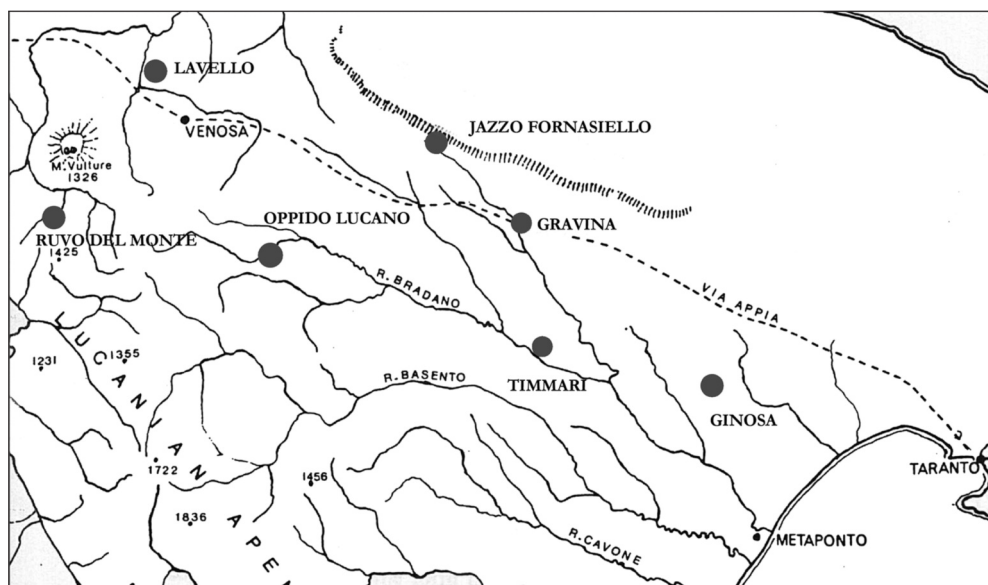 LAVELLO
VENOSA
M. Vulture
1326
JAZZO FORNASIELLO
OPPIDO LUCANO
GRAVINA
RUVO DEL MONTE
1425
R. BRADANO
VIA APPIA
LUCANIAN APEN
1231
1355
R. BASENTO
TIMMARI
GINOSA
1722
1456
TARANTO
1836
R. CAVONE
METAPONTO